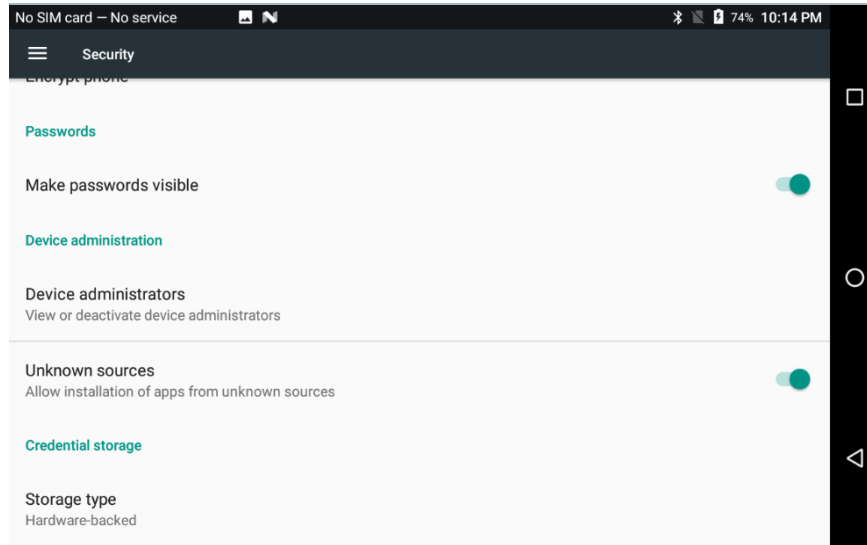 No SIM card — No service
74% 10:14 PM
Security
Encrypt phone
Passwords
Make passwords visible
Device administration
Device administrators
View or deactivate device administrators
Unknown sources
Allow installation of apps from unknown sources
Credential storage
Storage type
Hardware-backed